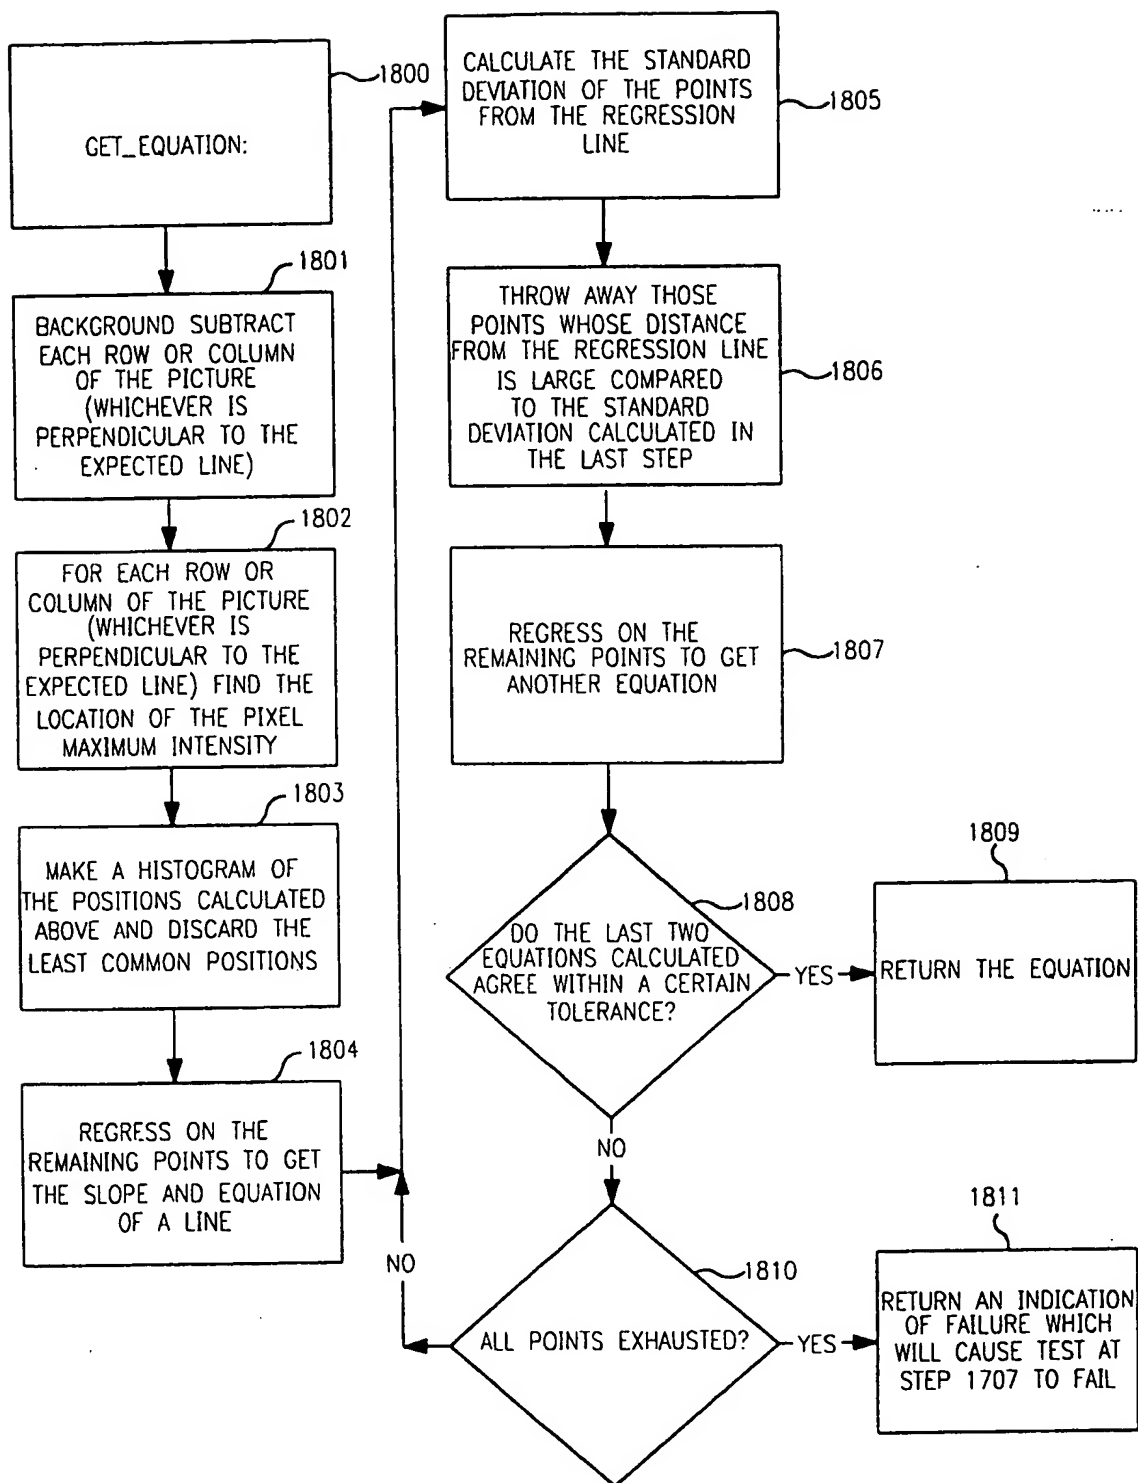 1800
GET_EQUATION:
1801
BACKGROUND SUBTRACT
EACH ROW OR COLUMN
OF THE PICTURE
(WHICHEVER IS
PERPENDICULAR TO THE
EXPECTED LINE)
1802
FOR EACH ROW OR
COLUMN OF THE PICTURE
(WHICHEVER IS
PERPENDICULAR TO THE
EXPECTED LINE) FIND THE
LOCATION OF THE PIXEL
MAXIMUM INTENSITY
1803
MAKE A HISTOGRAM OF
THE POSITIONS CALCULATED
ABOVE AND DISCARD THE
LEAST COMMON POSITIONS
1804
REGRESS ON THE
REMAINING POINTS TO GET
THE SLOPE AND EQUATION
OF A LINE
CALCULATE THE STANDARD
DEVIATION OF THE POINTS
FROM THE REGRESSION
LINE
1805
THROW AWAY THOSE
POINTS WHOSE DISTANCE
FROM THE REGRESSION LINE
IS LARGE COMPARED
TO THE STANDARD
DEVIATION CALCULATED IN
THE LAST STEP
1806
REGRESS ON THE
REMAINING POINTS TO GET
ANOTHER EQUATION
1807
1808
DO THE LAST TWO
EQUATIONS CALCULATED
AGREE WITHIN A CERTAIN
TOLERANCE?
YES
1809
RETURN THE EQUATION
NO
1810
ALL POINTS EXHAUSTED?
NO
YES
1811
RETURN AN INDICATION
OF FAILURE WHICH
WILL CAUSE TEST AT
STEP 1707 TO FAIL